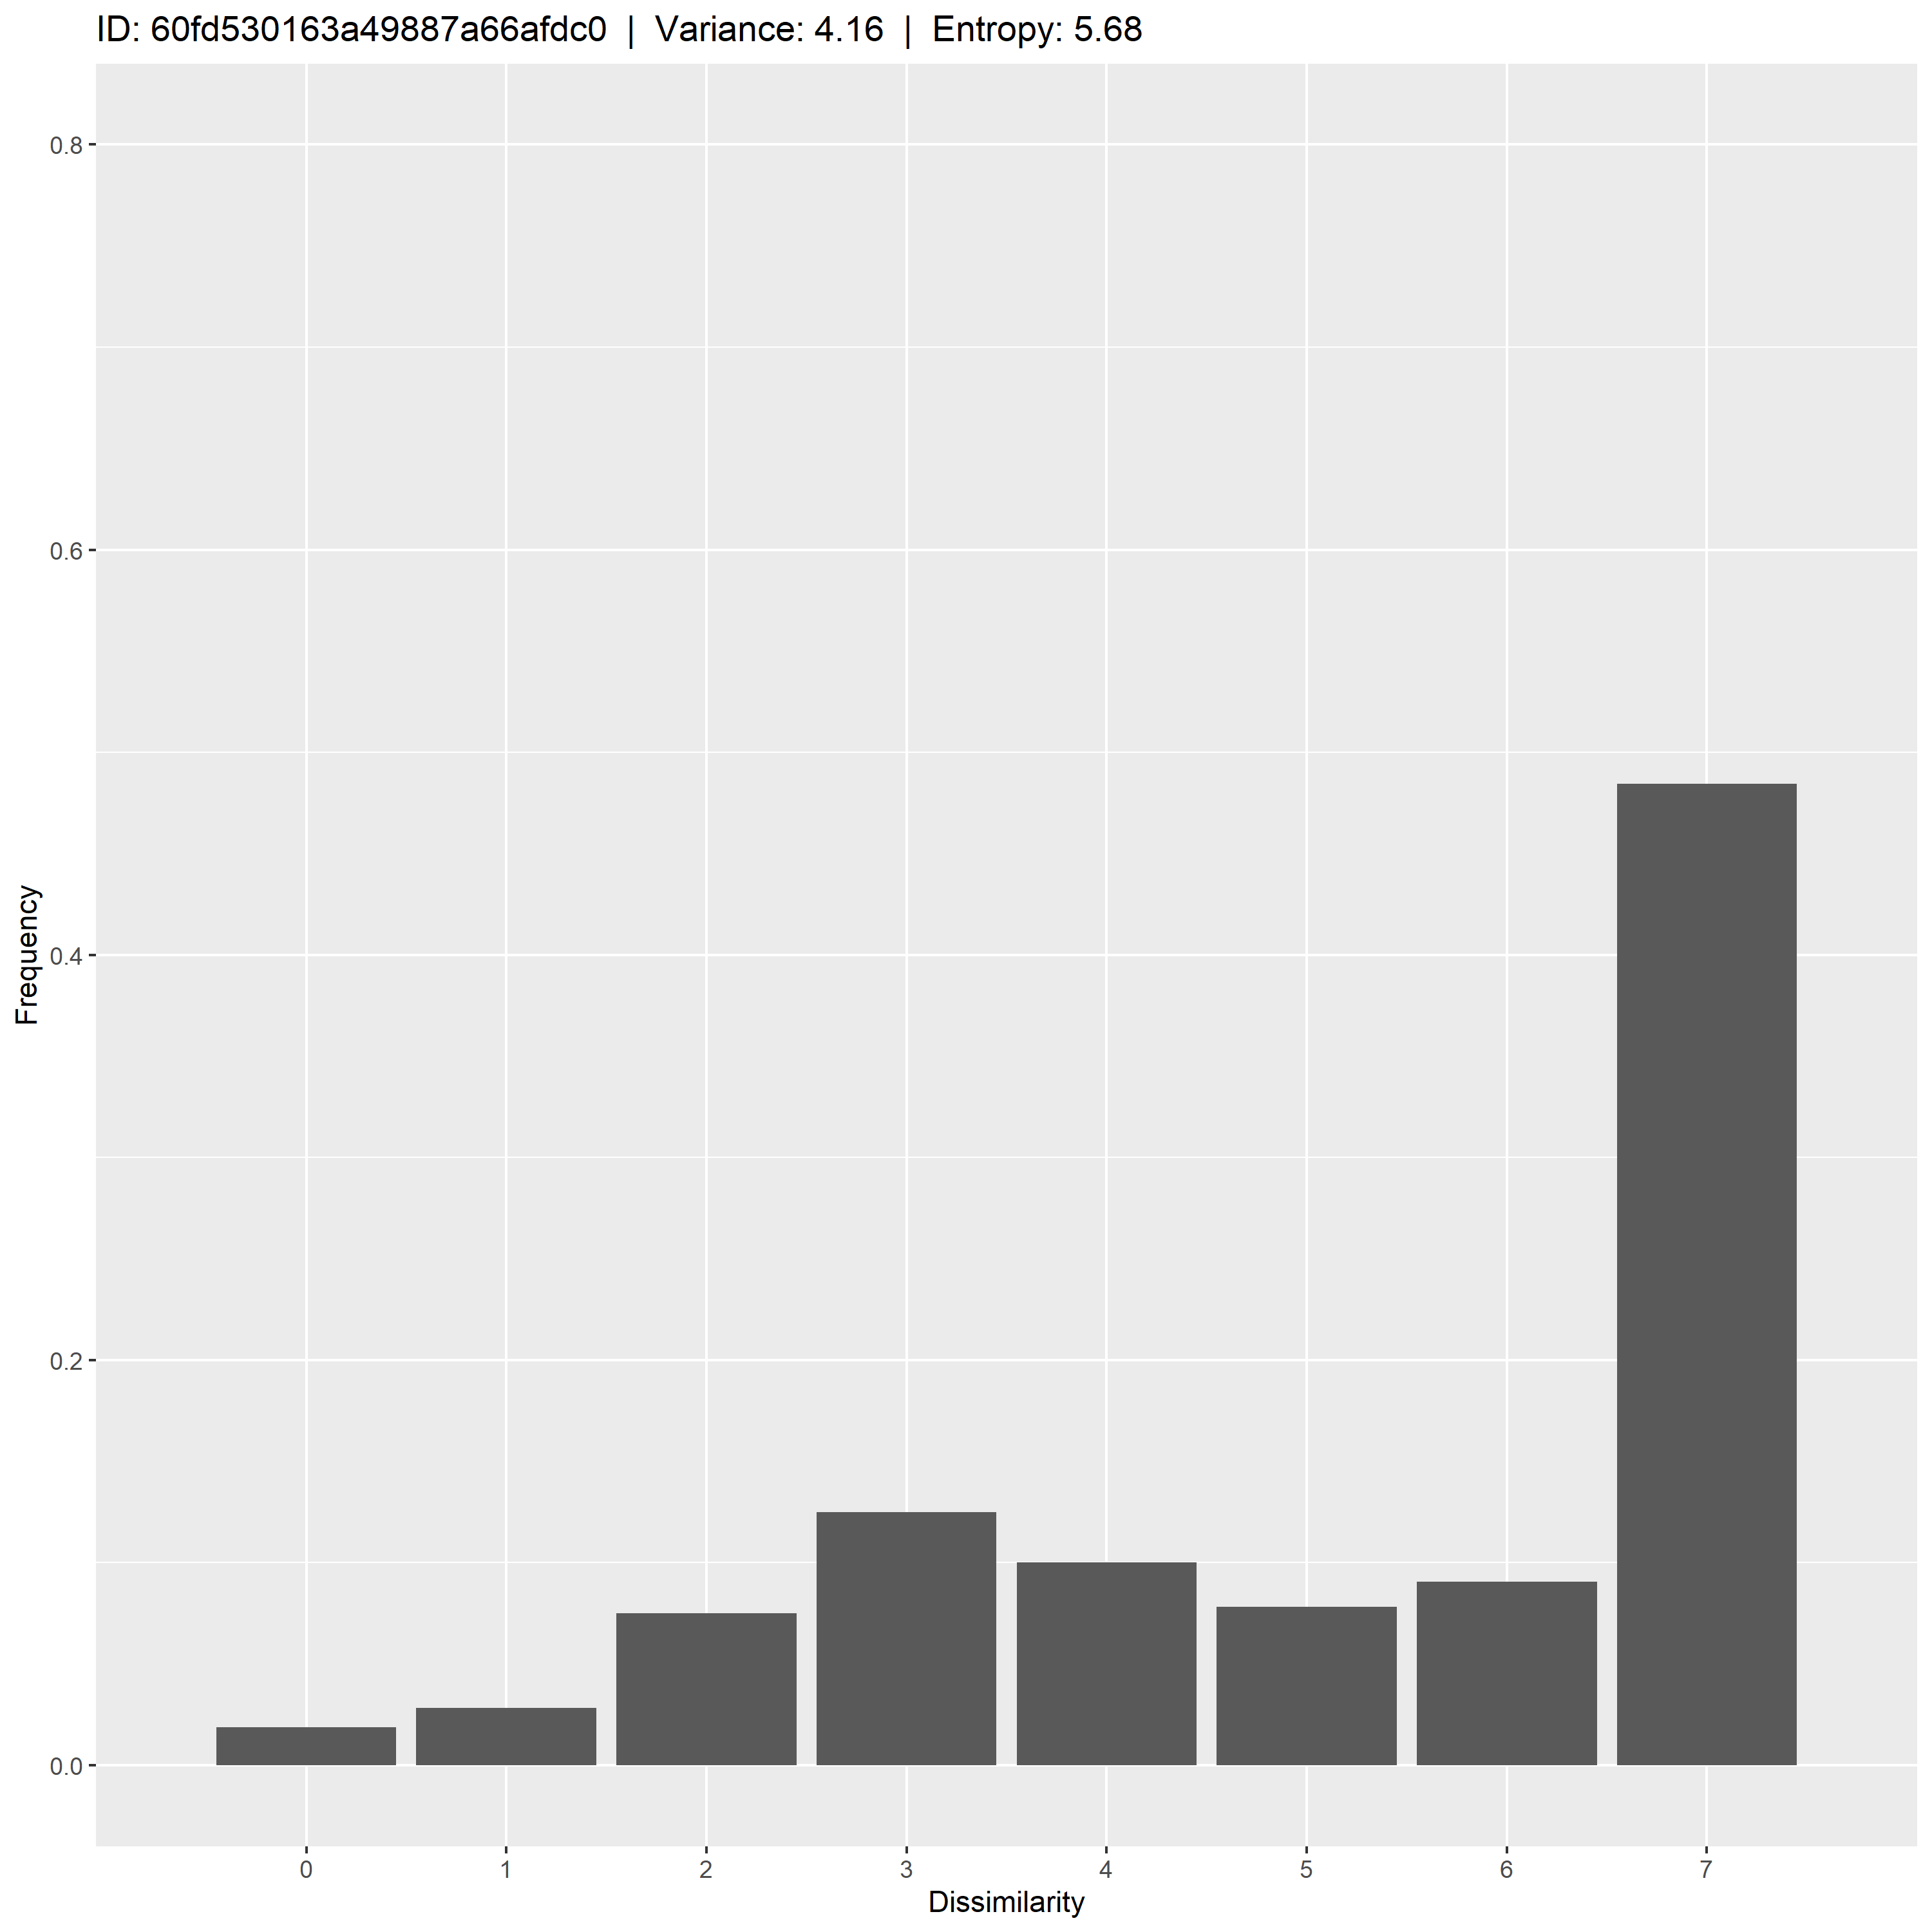 ID: 60fd530163a49887a66afdc0 | Variance: 4.16 | Entropy: 5.68
0.8
0.6
0.4
0.2
0.0
Frequency
0 1 2 3 4 5 6 7
Dissimilarity